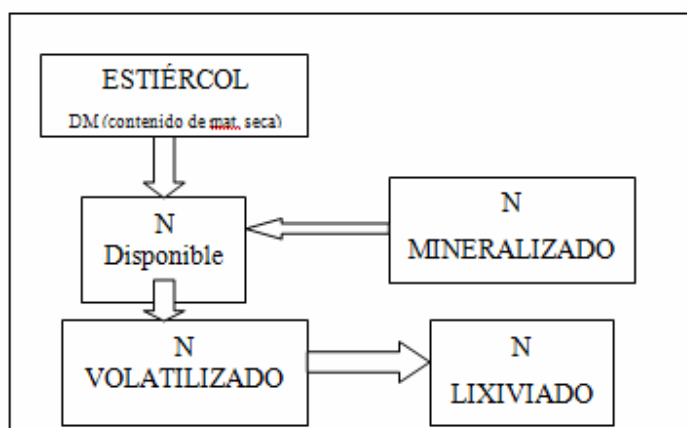 ESTIÉRCOL
DM (contenido de mat. seca)
N
Disponible
N
MINERALIZADO
N
VOLATILIZADO
N
LIXIVIADO